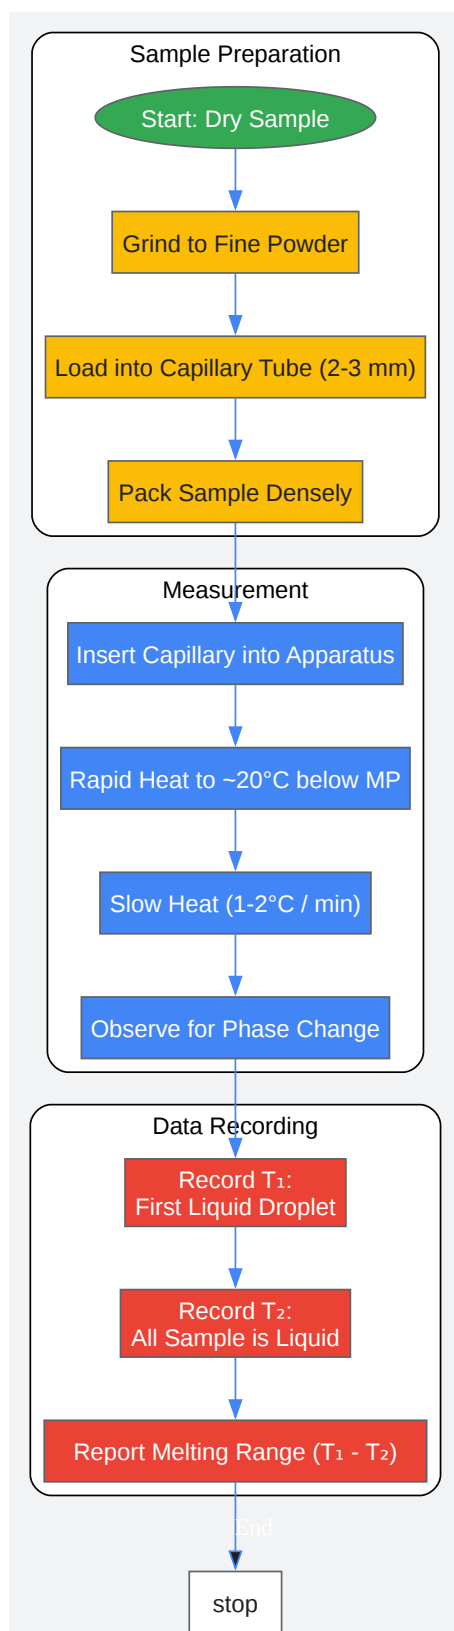 Sample Preparation
Start: Dry Sample
Grind to Fine Powder
Load into Capillary Tube (2-3 mm)
Pack Sample Densely
Measurement
Insert Capillary into Apparatus
Rapid Heat to ~20°C below MP
Slow Heat (1-2°C / min)
Observe for Phase Change
Data Recording
Record T₁:
First Liquid Droplet
Record T₂:
All Sample is Liquid
Report Melting Range (T₁ - T₂)
End
stop